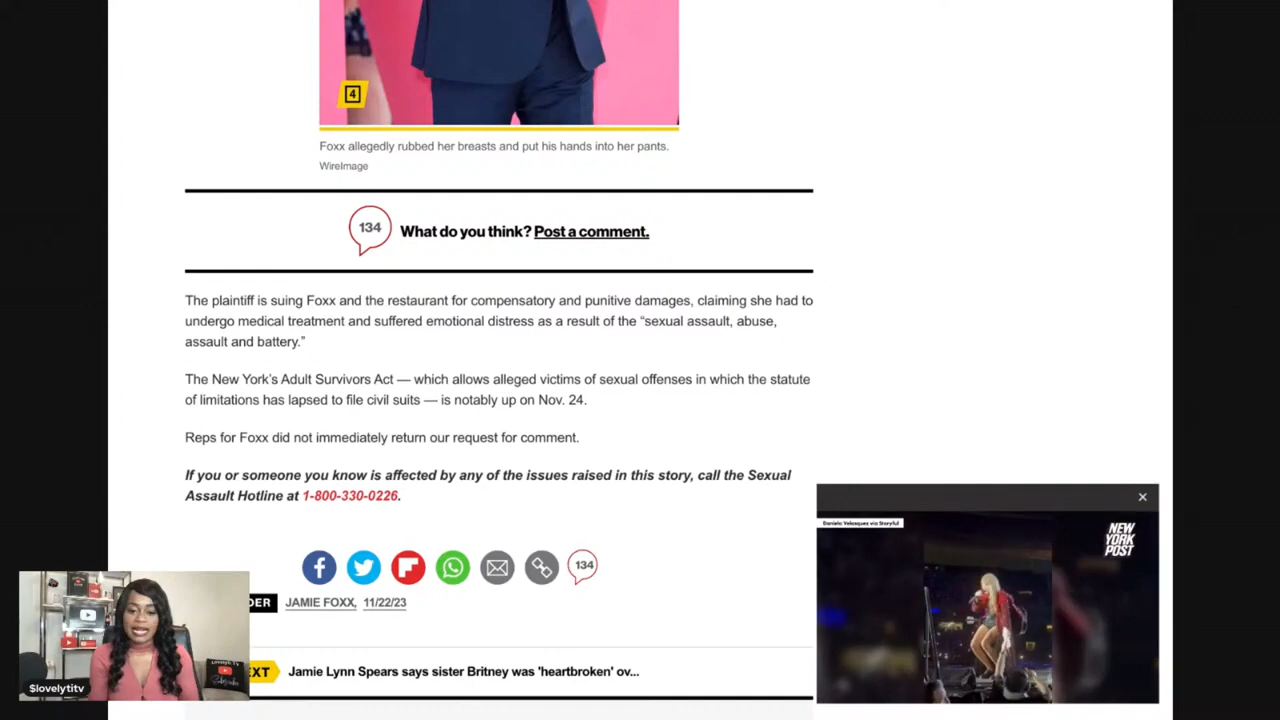 4
Foxx allegedly rubbed her breasts and put his hands into her pants.
WireImage
134
What do you think? Post a comment.
The plaintiff is suing Foxx and the restaurant for compensatory and punitive damages, claiming she had to
undergo medical treatment and suffered emotional distress as a result of the “sexual assault, abuse,
assault and battery.”
The New York’s Adult Survivors Act — which allows alleged victims of sexual offenses in which the statute
of limitations has lapsed to file civil suits — is notably up on Nov. 24.
Reps for Foxx did not immediately return our request for comment.
If you or someone you know is affected by any of the issues raised in this story, call the Sexual
Assault Hotline at 1-800-330-0226.
Daniela Velasquez via Storyful
NEW
YORK
POST
134
DER JAMIE FOXX, 11/22/23
EXT Jamie Lynn Spears says sister Britney was 'heartbroken' ov...
$lovelytitv